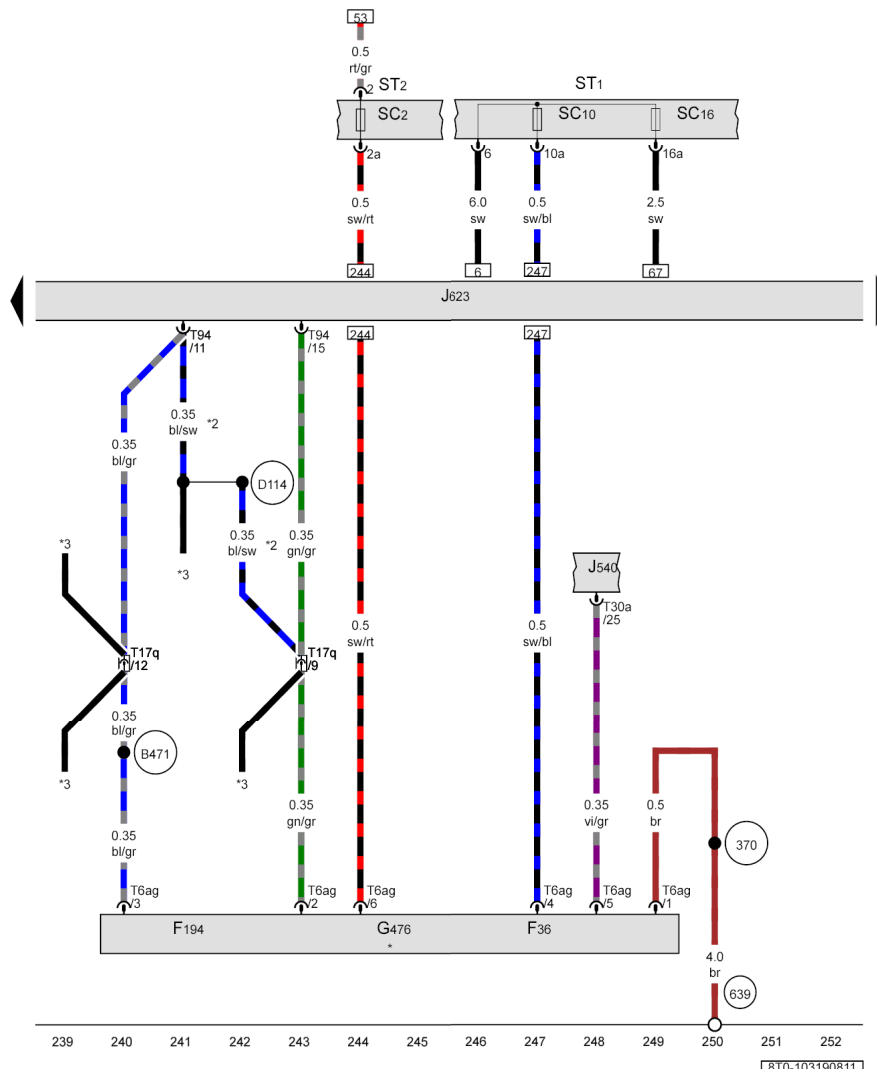 53
0.5
rt/gr
2
ST2
ST1
SC2
SC10
SC16
2a
6
10a
16a
0.5
sw/rt
6.0
sw
0.5
sw/bl
2.5
sw
244
6
247
67
J623
T94
/11
T94
/15
244
247
0.35
bl/sw
*2
0.35
bl/gr
D114
*3
*3
0.35
bl/sw
*2
0.35
gn/gr
J540
T30a
/25
0.5
sw/rt
0.5
sw/bl
T17q
/12
T17q
/9
0.35
bl/gr
B471
*3
*3
0.35
bl/gr
0.35
gn/gr
0.35
vi/gr
0.5
br
370
T6ag
/3
T6ag
/2
T6ag
/6
T6ag
/4
T6ag
/5
T6ag
/1
F194
G476
*
F36
4.0
br
639
239 240 241 242 243 244 245 246 247 248 249 250 251 252
8T0-103190811